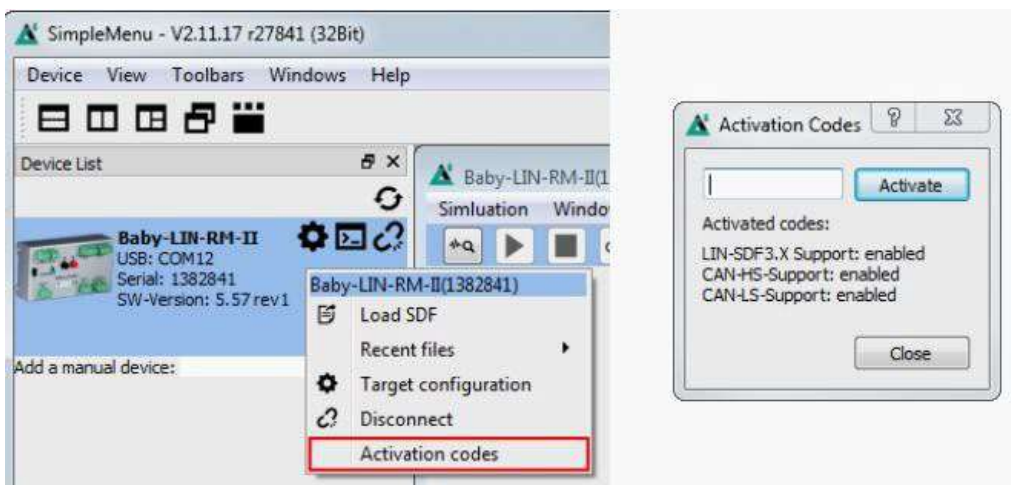 SimpleMenu - V2.11.17 r27841 (32Bit)
Device View Toolbars Windows Help
Device List
Baby-LIN-RM-II
USB: COM12
Serial: 1382841
SW-Version: 5.57 rev1
Add a manual device:
Baby-LIN-RM-II(1
Simluation Windo
Baby-LIN-RM-II(1382841)
Load SDF
Recent files
Target configuration
Disconnect
Activation codes
Activation Codes
Activate
Activated codes:
LIN-SDF3.X Support: enabled
CAN-HS-Support: enabled
CAN-LS-Support: enabled
Close